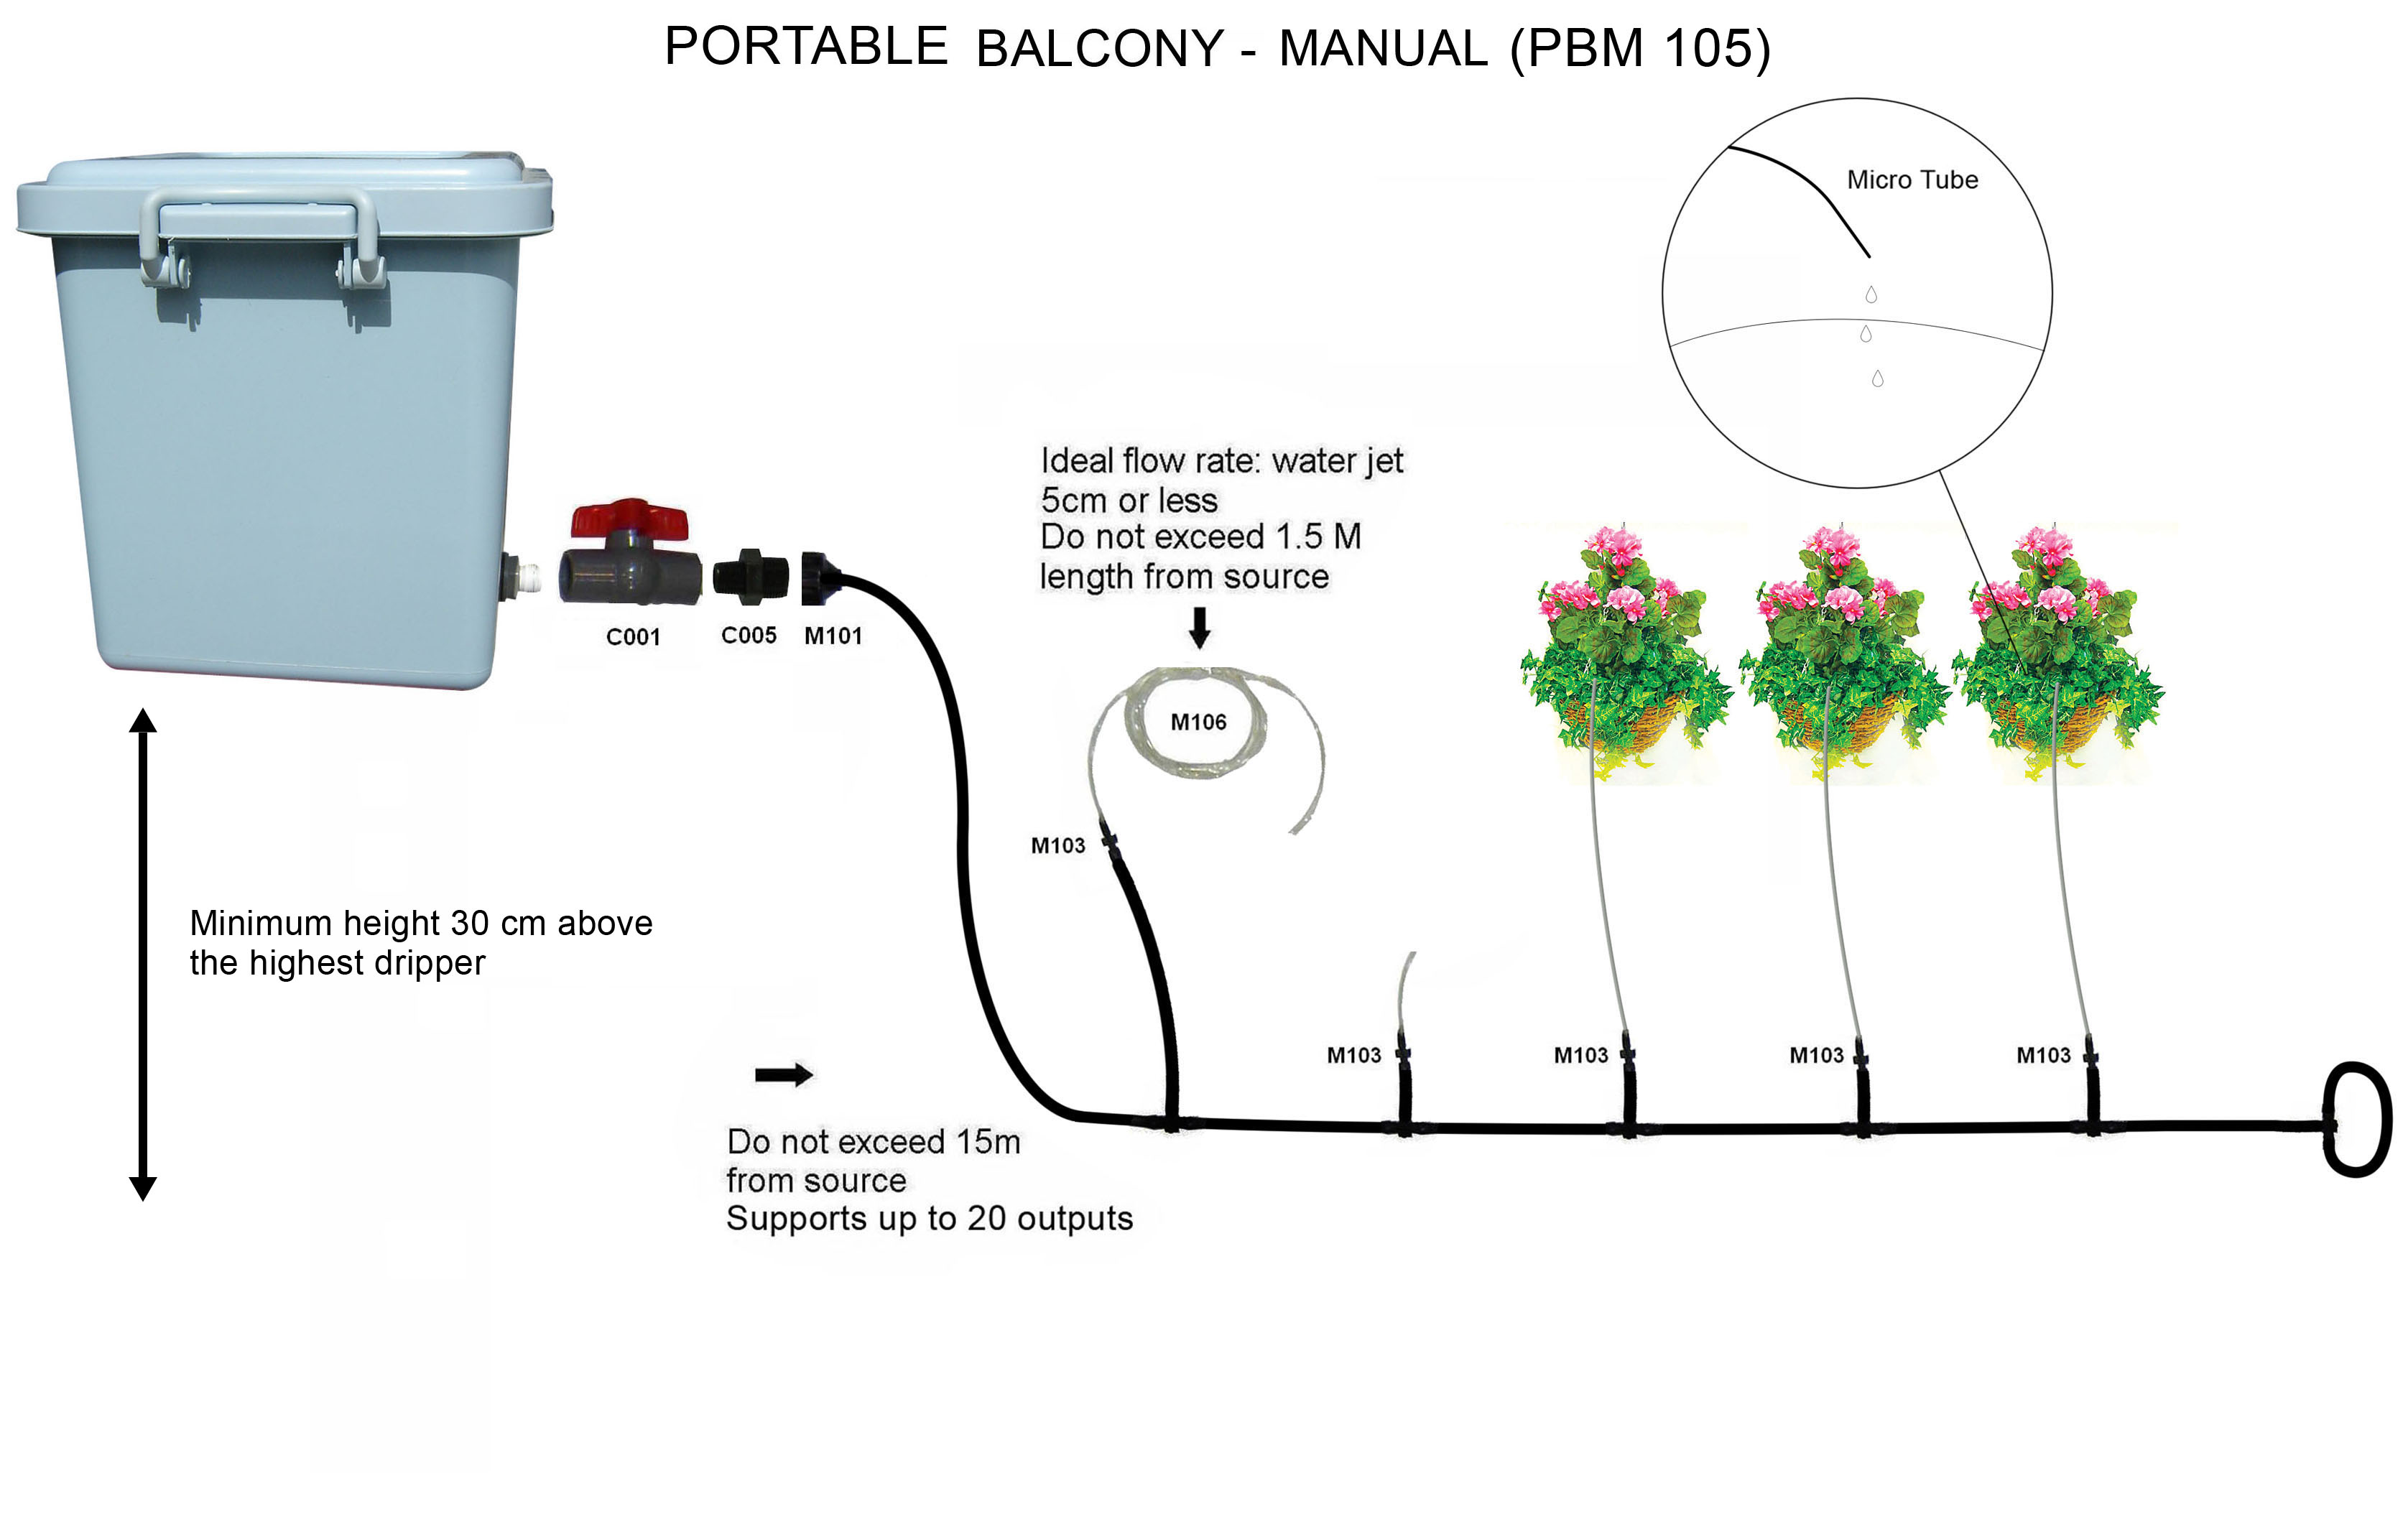 PORTABLE BALCONY - MANUAL (PBM 105)
Micro Tube
Ideal flow rate: water jet
5cm or less
Do not exceed 1.5 M
length from source
C001
C005
M101
M106
M103
Minimum height 30 cm above
the highest dripper
M103
M103
M103
M103
Do not exceed 15m
from source
Supports up to 20 outputs